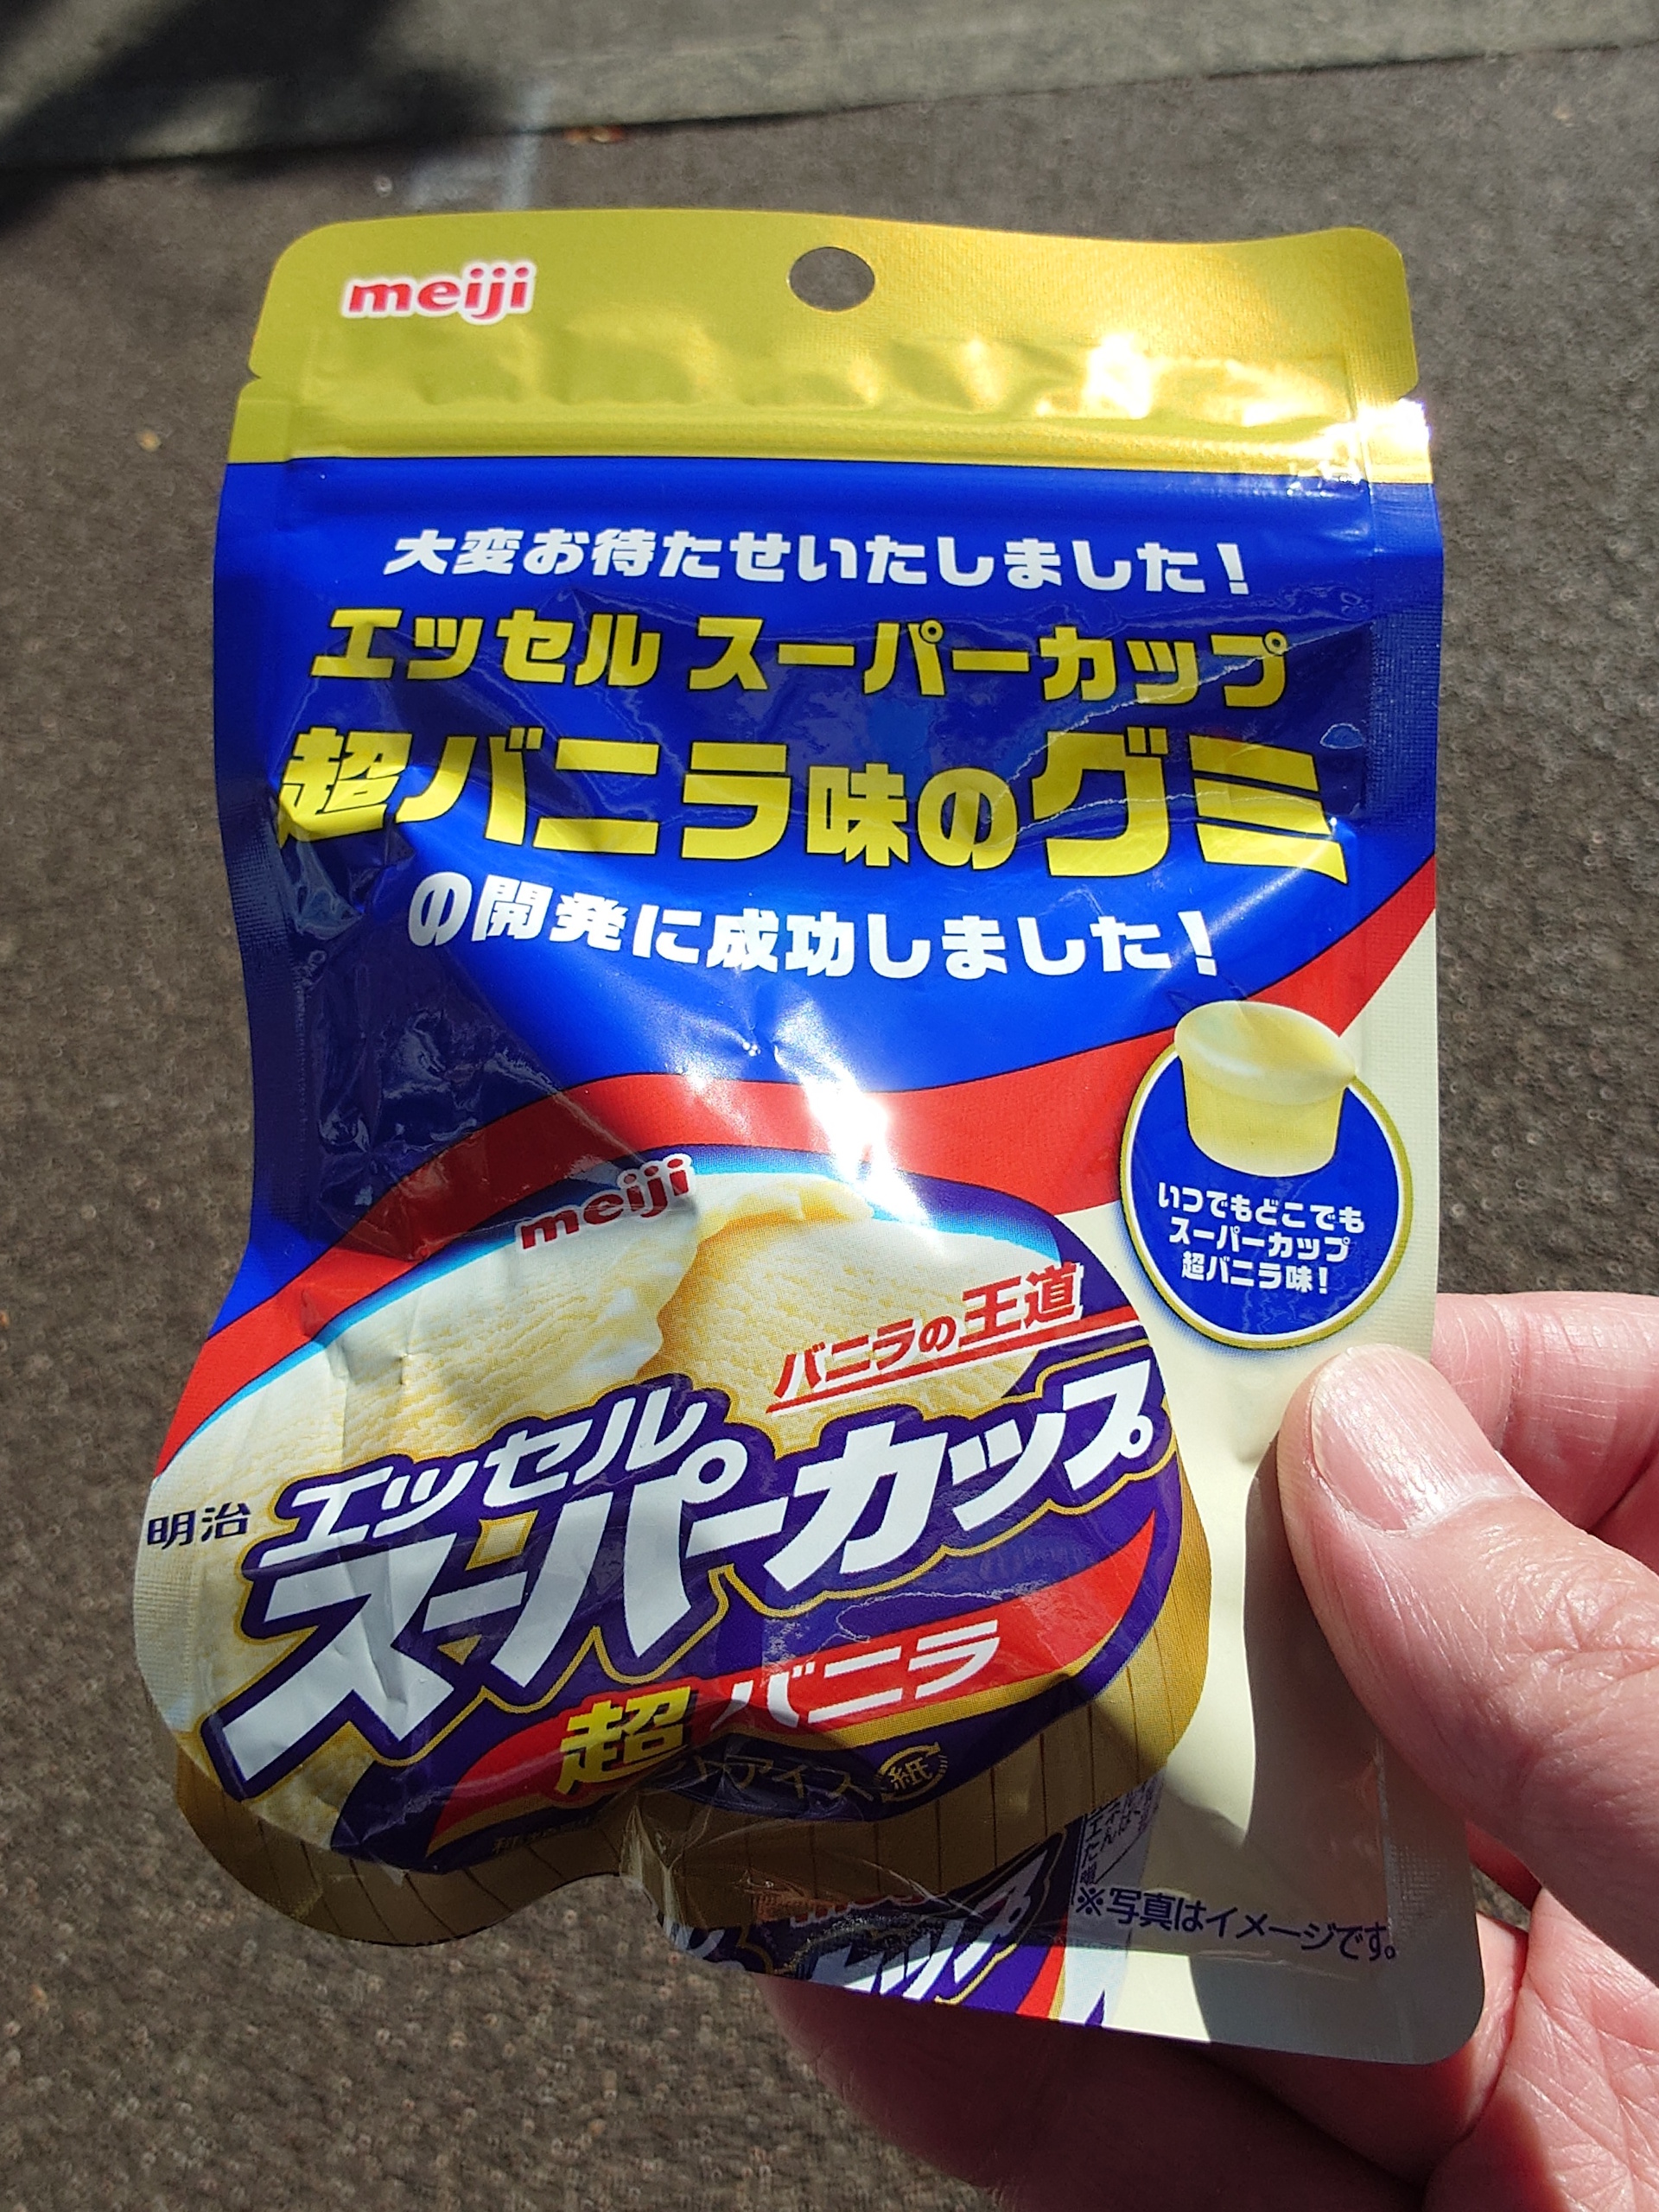 meiji
大変お待たせいたしました!
エッセル スーパーカップ
超バニラ味のグミ
の開発に成功しました!
いつでもどこでも
スーパーカップ
超バニラ味!
meiji
バニラの王道
明治
エッセル
スーパーカップ
超バニラ
アイス 紙
※写真はイメージです。